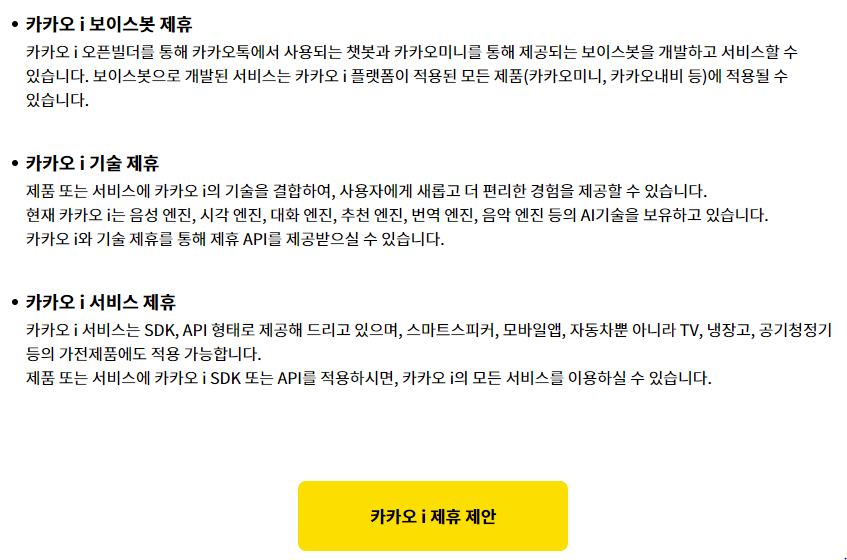 • 카카오 i 보이스봇 제휴
카카오 i 오픈빌더를 통해 카카오톡에서 사용되는 챗봇과 카카오미니를 통해 제공되는 보이스봇을 개발하고 서비스할 수
있습니다. 보이스봇으로 개발된 서비스는 카카오 i 플랫폼이 적용된 모든 제품(카카오미니, 카카오내비 등)에 적용될 수
있습니다.
• 카카오 i 기술 제휴
제품 또는 서비스에 카카오 i의 기술을 결합하여, 사용자에게 새롭고 더 편리한 경험을 제공할 수 있습니다.
현재 카카오 i는 음성 엔진, 시각 엔진, 대화 엔진, 추천 엔진, 번역 엔진, 음악 엔진 등의 AI기술을 보유하고 있습니다.
카카오 i와 기술 제휴를 통해 제휴 API를 제공받으실 수 있습니다.
• 카카오 i 서비스 제휴
카카오 i 서비스는 SDK, API 형태로 제공해 드리고 있으며, 스마트스피커, 모바일앱, 자동차뿐 아니라 TV, 냉장고, 공기청정기
등의 가전제품에도 적용 가능합니다.
제품 또는 서비스에 카카오 i SDK 또는 API를 적용하시면, 카카오 i의 모든 서비스를 이용하실 수 있습니다.
카카오 i 제휴 제안